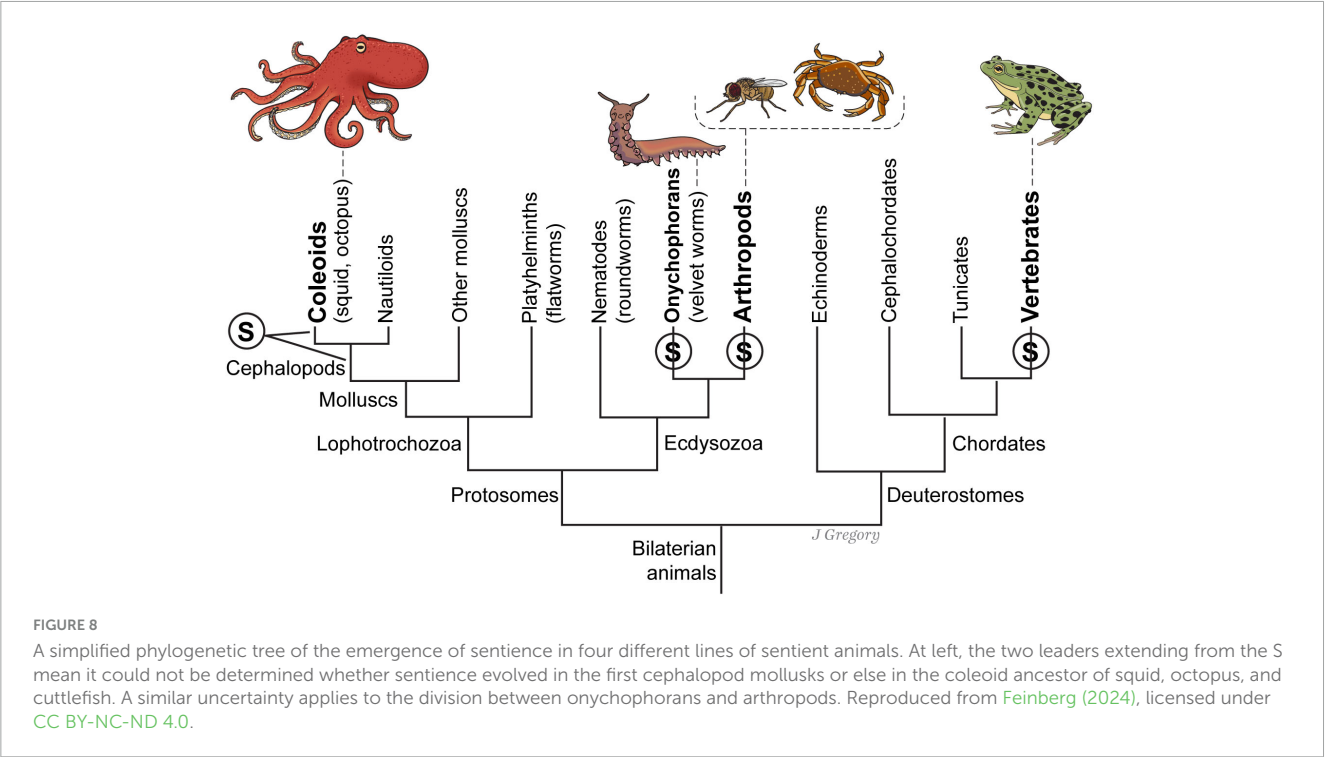 Coleoids
(squid, octopus)
Nautiloids
Other molluscs
Platyhelminths
(flatworms)
Nematodes
(roundworms)
Onychophorans
(velvet worms)
Arthropods
Echinoderms
Cephalochordates
Tunicates
Vertebrates
S
S
S
S
Cephalopods
Molluscs
Lophotrochozoa
Ecdysozoa
Chordates
Protosomes
Deuterostomes
J Gregory
Bilaterian
animals
FIGURE 8
A simplified phylogenetic tree of the emergence of sentience in four different lines of sentient animals. At left, the two leaders extending from the S
mean it could not be determined whether sentience evolved in the first cephalopod mollusks or else in the coleoid ancestor of squid, octopus, and
cuttlefish. A similar uncertainty applies to the division between onychophorans and arthropods. Reproduced from Feinberg (2024), licensed under
CC BY-NC-ND 4.0.